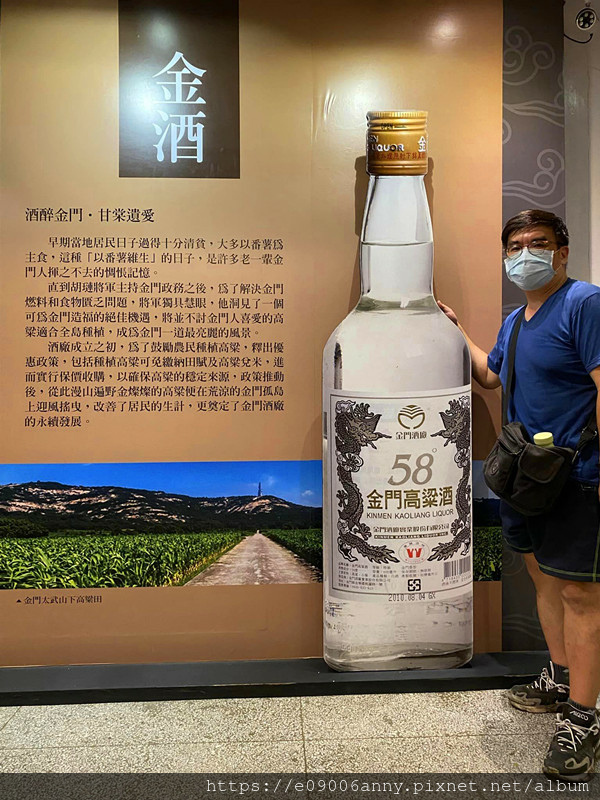 金酒
酒醉金門・甘棠遺愛
早期當地居民日子過得十分清貧，大多以番薯為
主食，這種「以番薯維生」的日子，是許多老一輩金
門人揮之不去的惆悵記憶。
直到胡璉將軍主持金門政務之後，為了解決金門
燃料和食物匱乏問題，將軍獨具慧眼，他洞見了一個
可為金門造福的絕佳機遇，將並不討金門人喜愛的高
粱適合全島種植，成為金門一道最亮麗的風景。
酒廠成立之初，為了鼓勵農民種植高粱，釋出優
惠政策，包括種植高粱可免繳納田賦及高粱兌米，進
而實行保價收購，以確保高粱的穩定來源，政策推動
後，從此漫山遍野金燦燦的高粱便在荒涼的金門孤島
上迎風搖曳，改善了居民的生計，更奠定了金門酒廠
的永續發展。
▲金門太武山下高粱田
LIQUOR
金
金門酒廠
58°
金門高粱酒
KINMEN KAOLIANG LIQUOR
金門酒廠實業股份有限公司
KINMEN KAOLIANG LIQUOR INC.
2010.08.04 GX
https://e09006anny.pixnet.net/album